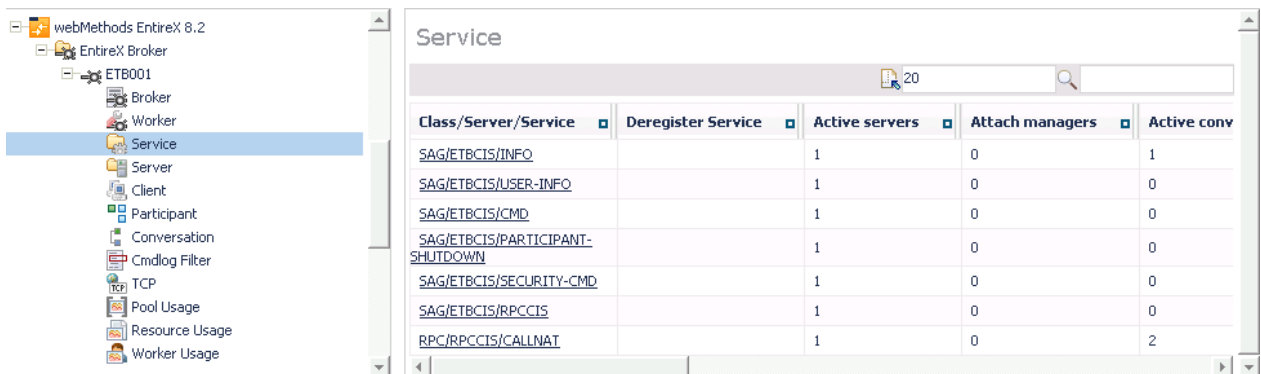 webMethods EntireX 8.2
EntireX Broker
ETB001
Broker
Worker
Service
Server
Client
Participant
Conversation
Cmdlog Filter
TCP
TCP
Pool Usage
Resource Usage
Worker Usage
Service
20
Class/Server/Service Deregister Service Active servers Attach managers Active conv
SAG/ETBCIS/INFO 1 0 1
SAG/ETBCIS/USER-INFO 1 0 0
SAG/ETBCIS/CMD 1 0 0
SAG/ETBCIS/PARTICIPANT-
SHUTDOWN 1 0 0
SAG/ETBCIS/SECURITY-CMD 1 0 0
SAG/ETBCIS/RPCCIS 1 0 0
RPC/RPCCIS/CALLNAT 1 0 2